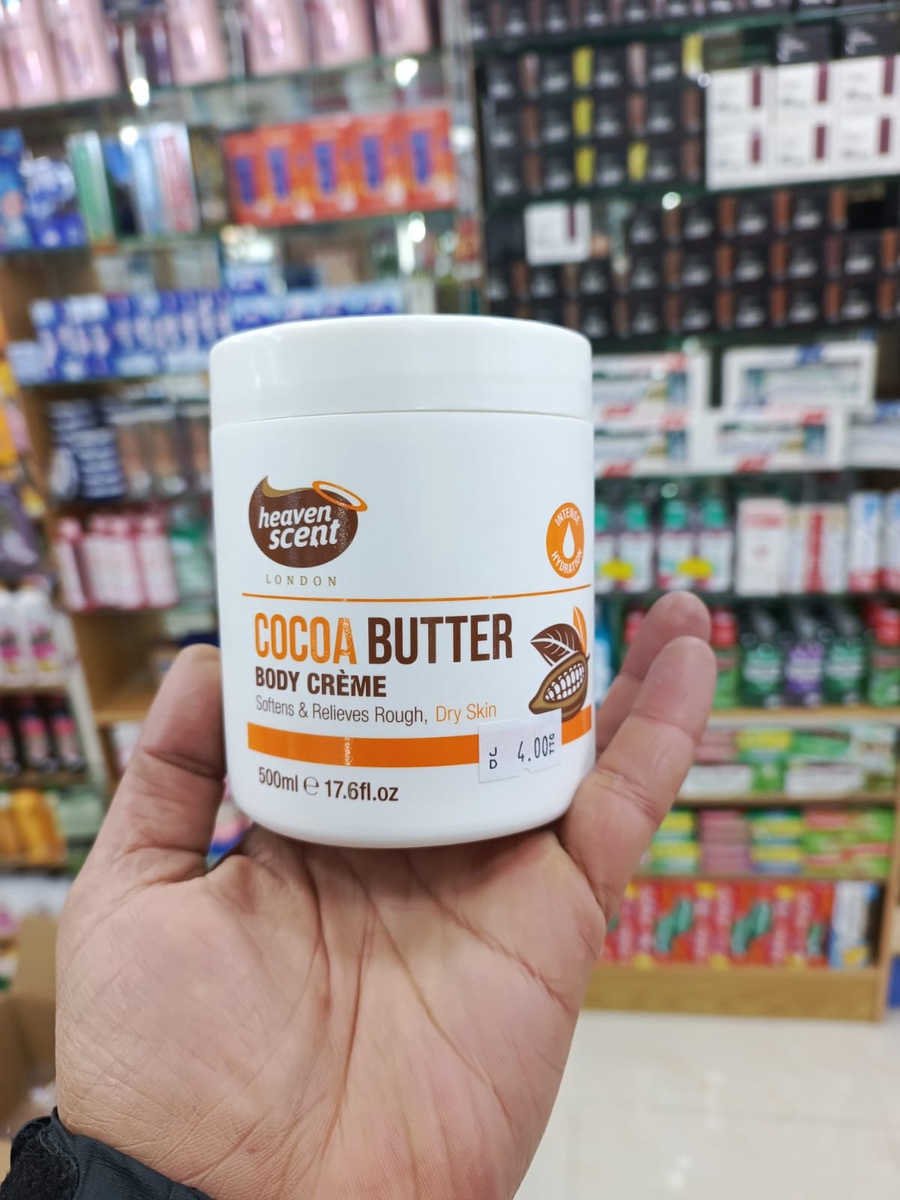 heaven
scent
LONDON
INTENSE
HYDRATION
COCOA BUTTER
BODY CRÈME
Softens & Relieves Rough, Dry Skin
JD 4.00
500ml ℮ 17.6fl.oz